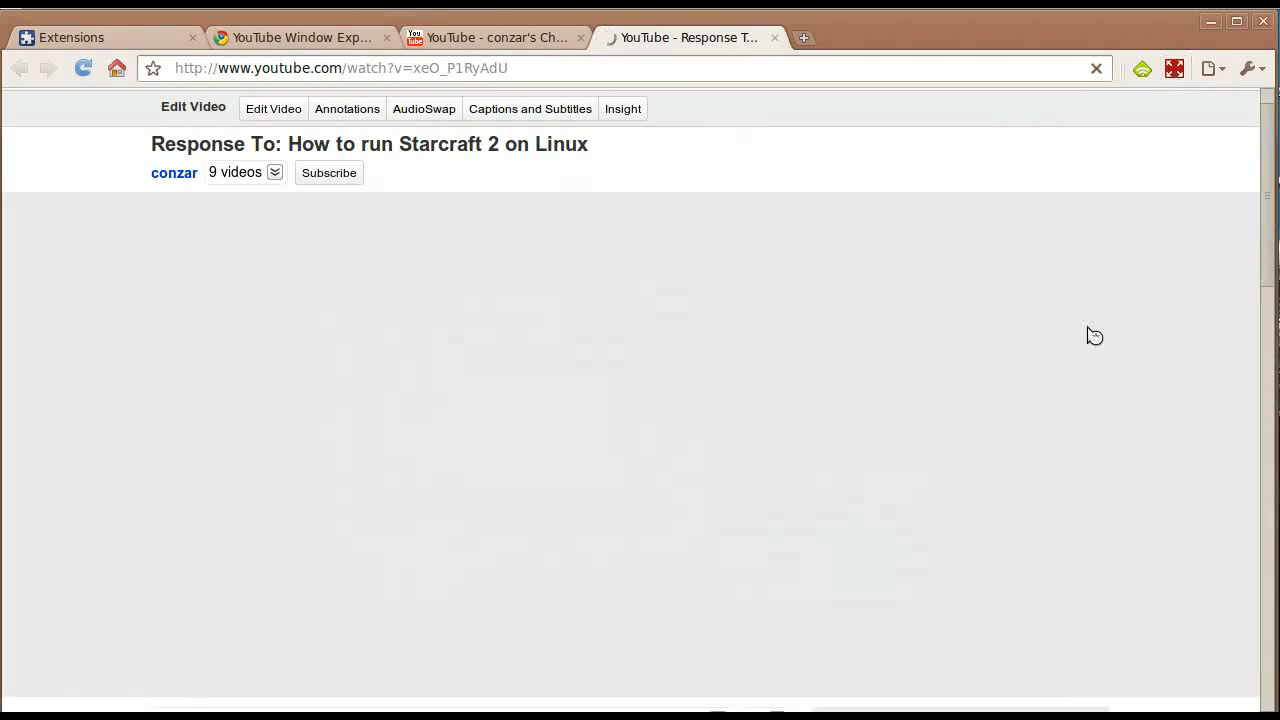 Extensions
YouTube Window Exp...
YouTube - conzar's Ch...
YouTube - Response T...
http://www.youtube.com/watch?v=xeO_P1RyAdU
Edit Video Edit Video Annotations AudioSwap Captions and Subtitles Insight
Response To: How to run Starcraft 2 on Linux
conzar 9 videos Subscribe